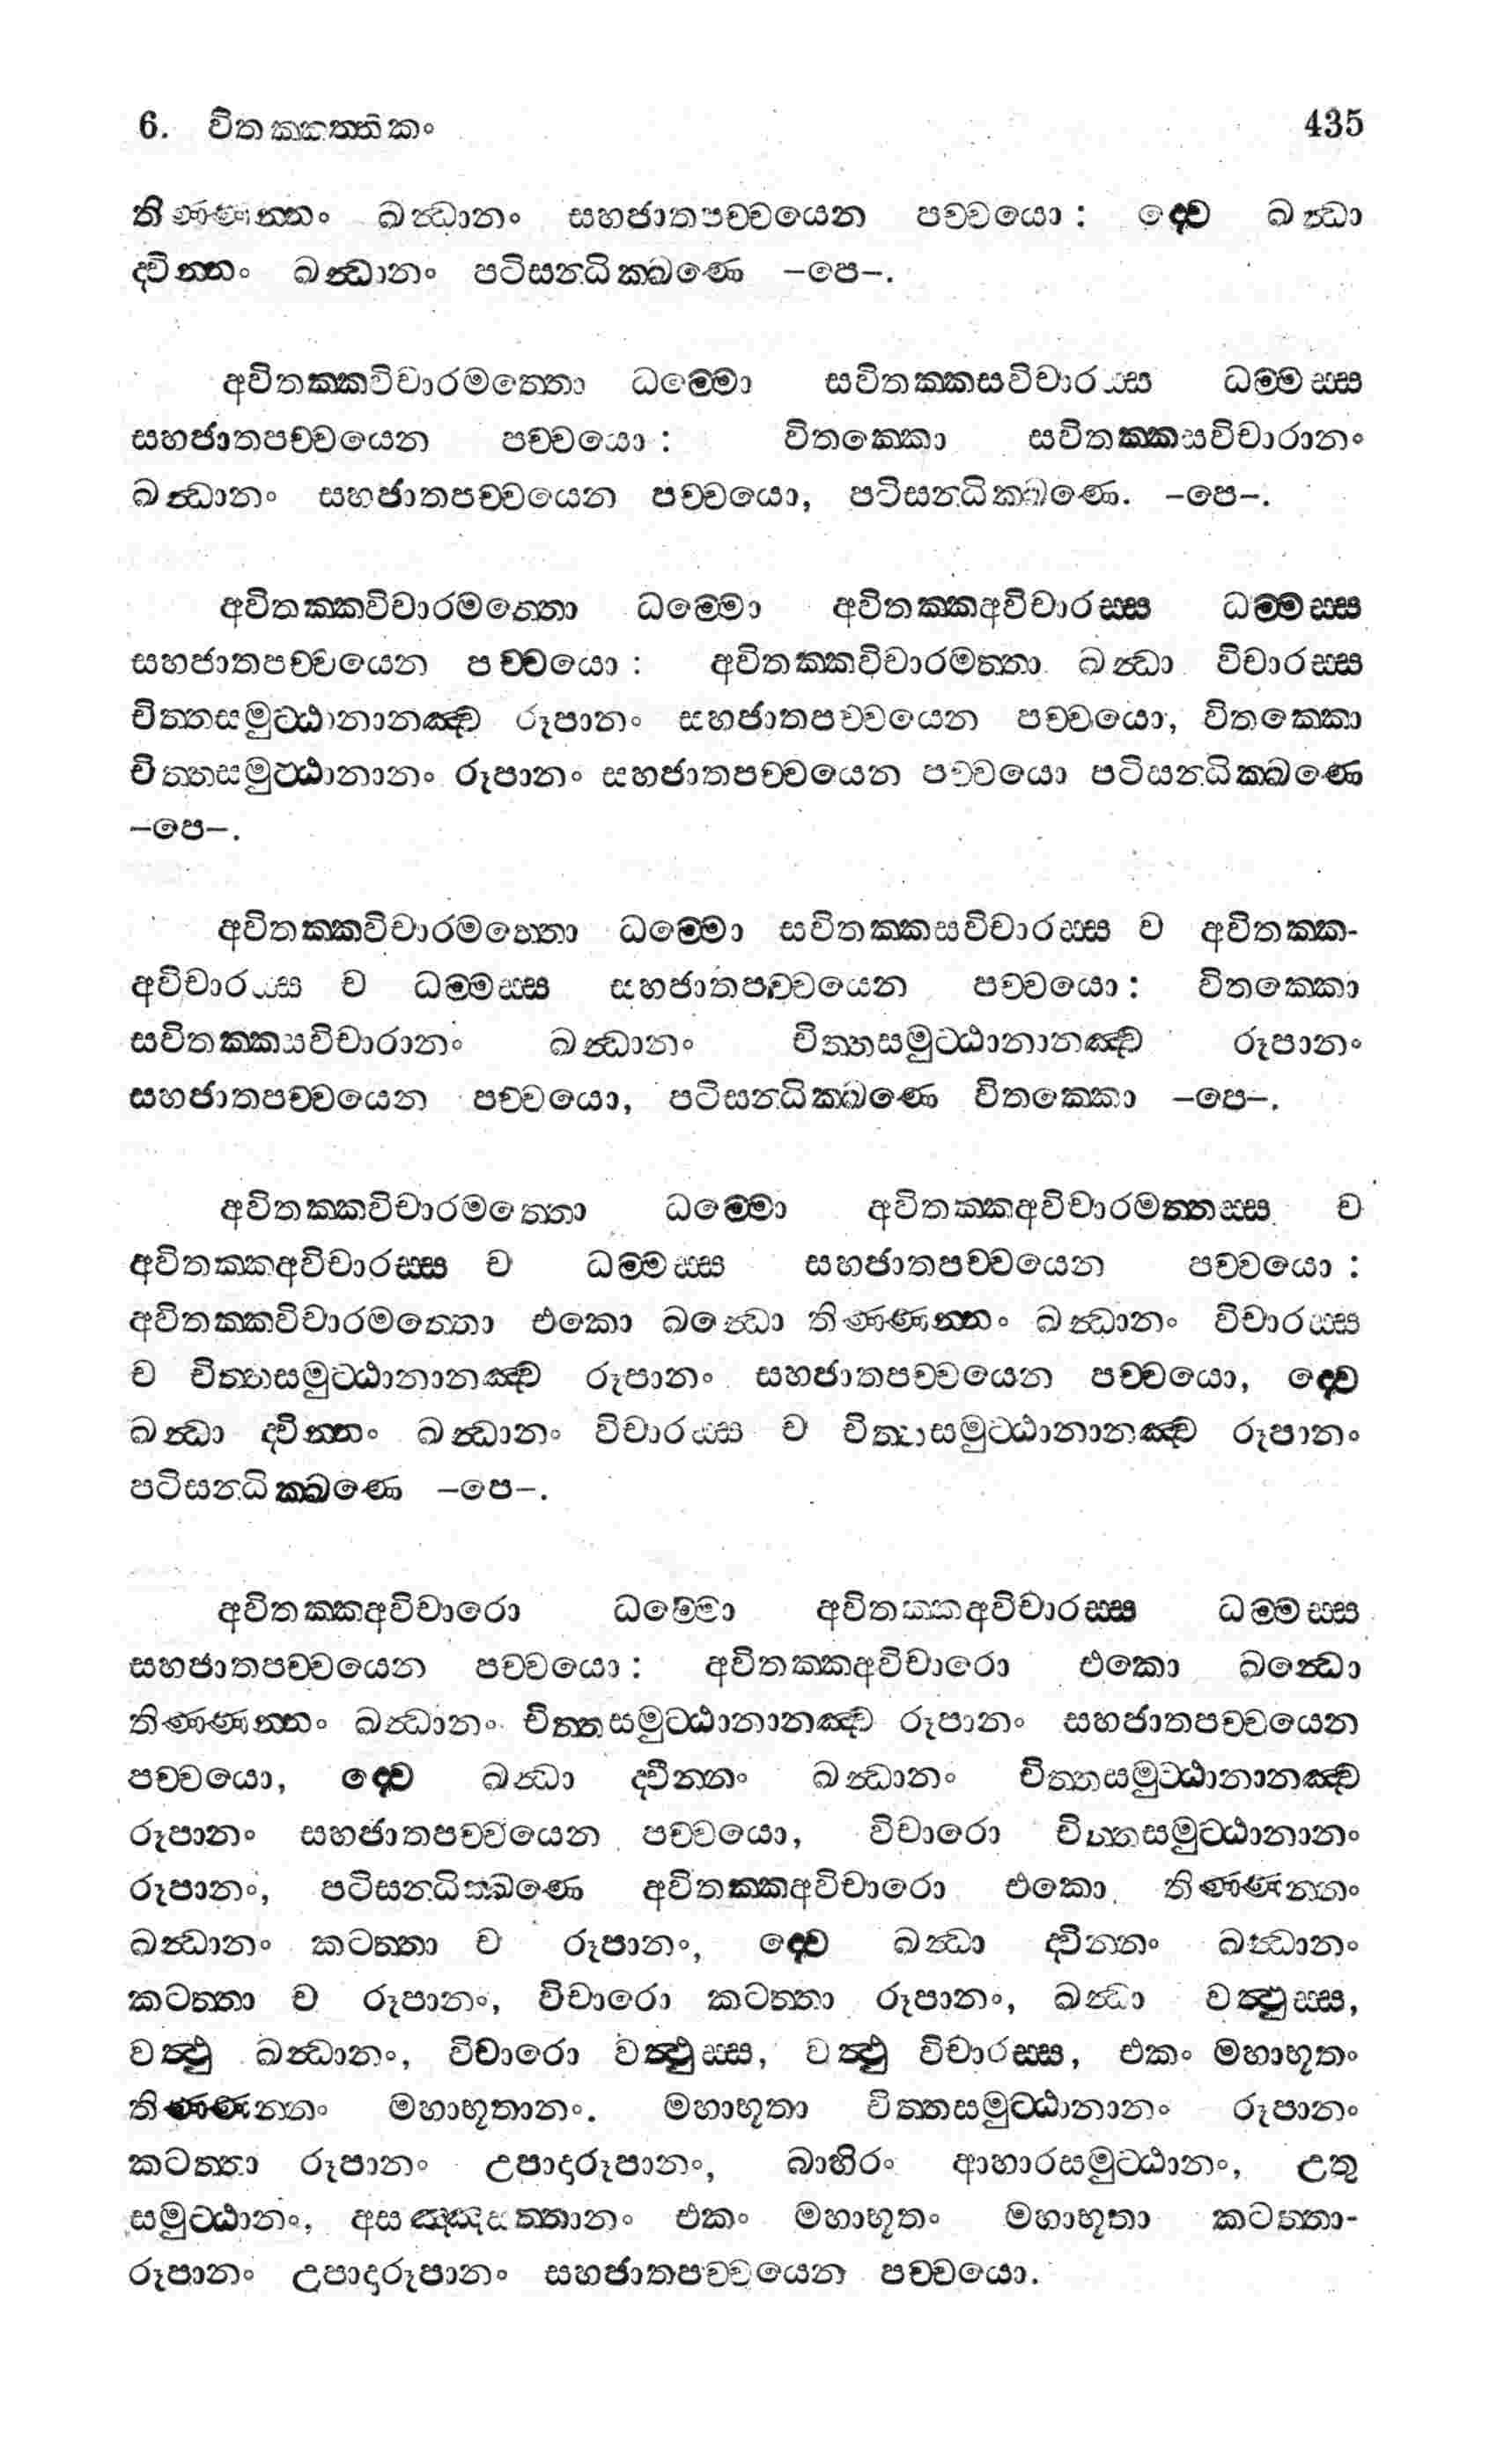 6. විතක්කත්තිකං 435
තිණ්ණන්නං ඛන්ධානං සහජාතපච්චයෙන පච්චයො : ද්වෙ ඛන්ධා
ද්වින්නං ඛන්ධානං පටිසන්ධික්ඛණෙ –පෙ–.
අවිතක්කවිචාරමත්තො ධම්මො සවිතක්කසවිචාරස්ස ධම්මස්ස
සහජාතපච්චයෙන පච්චයො : විතක්කො සවිතක්කසවිචාරානං
ඛන්ධානං සහජාතපච්චයෙන පච්චයො, පටිසන්ධික්ඛණෙ. –පෙ–.
අවිතක්කවිචාරමත්තො ධම්මො අවිතක්කඅවිචාරස්ස ධම්මස්ස
සහජාතපච්චයෙන පච්චයො : අවිතක්කවිචාරමත්තා ඛන්ධා විචාරස්ස
චිත්තසමුට්ඨානානඤ්ච රූපානං සහජාතපච්චයෙන පච්චයො, විතක්කො
චිත්තසමුට්ඨානානං රූපානං සහජාතපච්චයෙන පච්චයො පටිසන්ධික්ඛණෙ
–පෙ–.
අවිතක්කවිචාරමත්තො ධම්මො සවිතක්කසවිචාරස්ස ච අවිතක්ක-
අවිචාරස්ස ච ධම්මස්ස සහජාතපච්චයෙන පච්චයො : විතක්කො
සවිතක්කසවිචාරානං ඛන්ධානං චිත්තසමුට්ඨානානඤ්ච රූපානං
සහජාතපච්චයෙන පච්චයො, පටිසන්ධික්ඛණෙ විතක්කො –පෙ–.
අවිතක්කවිචාරමත්තො ධම්මො අවිතක්කඅවිචාරමත්තස්ස ච
අවිතක්කඅවිචාරස්ස ච ධම්මස්ස සහජාතපච්චයෙන පච්චයො :
අවිතක්කවිචාරමත්තො එකො ඛන්ධො තිණ්ණන්නං ඛන්ධානං විචාරස්ස
ච චිත්තසමුට්ඨානානඤ්ච රූපානං සහජාතපච්චයෙන පච්චයො, ද්වෙ
ඛන්ධා ද්වින්නං ඛන්ධානං විචාරස්ස ච චිත්තසමුට්ඨානානඤ්ච රූපානං
පටිසන්ධික්ඛණෙ –පෙ–.
අවිතක්කඅවිචාරො ධම්මො අවිතක්කඅවිචාරස්ස ධම්මස්ස
සහජාතපච්චයෙන පච්චයො : අවිතක්කඅවිචාරො එකො ඛන්ධො
තිණ්ණන්නං ඛන්ධානං චිත්තසමුට්ඨානානඤ්ච රූපානං සහජාතපච්චයෙන
පච්චයො, ද්වෙ ඛන්ධා ද්වින්නං ඛන්ධානං චිත්තසමුට්ඨානානඤ්ච
රූපානං සහජාතපච්චයෙන පච්චයො, විචාරො චිත්තසමුට්ඨානානං
රූපානං, පටිසන්ධික්ඛණෙ අවිතක්කඅවිචාරො එකො තිණ්ණන්නං
ඛන්ධානං කටත්තා ච රූපානං, ද්වෙ ඛන්ධා ද්වින්නං ඛන්ධානං
කටත්තා ච රූපානං, විචාරො කටත්තා රූපානං, ඛන්ධා වත්ථුස්ස,
වත්ථු ඛන්ධානං, විචාරො වත්ථුස්ස, වත්ථු විචාරස්ස, එකං මහාභූතං
තිණ්ණන්නං මහාභූතානං. මහාභූතා චිත්තසමුට්ඨානානං රූපානං
කටත්තා රූපානං උපාදාරූපානං, බාහිරං ආහාරසමුට්ඨානං, උතු
සමුට්ඨානං, අසඤ්ඤසත්තානං එකං මහාභූතං මහාභූතා කටත්තා-
රූපානං උපාදාරූපානං සහජාතපච්චයෙන පච්චයො.